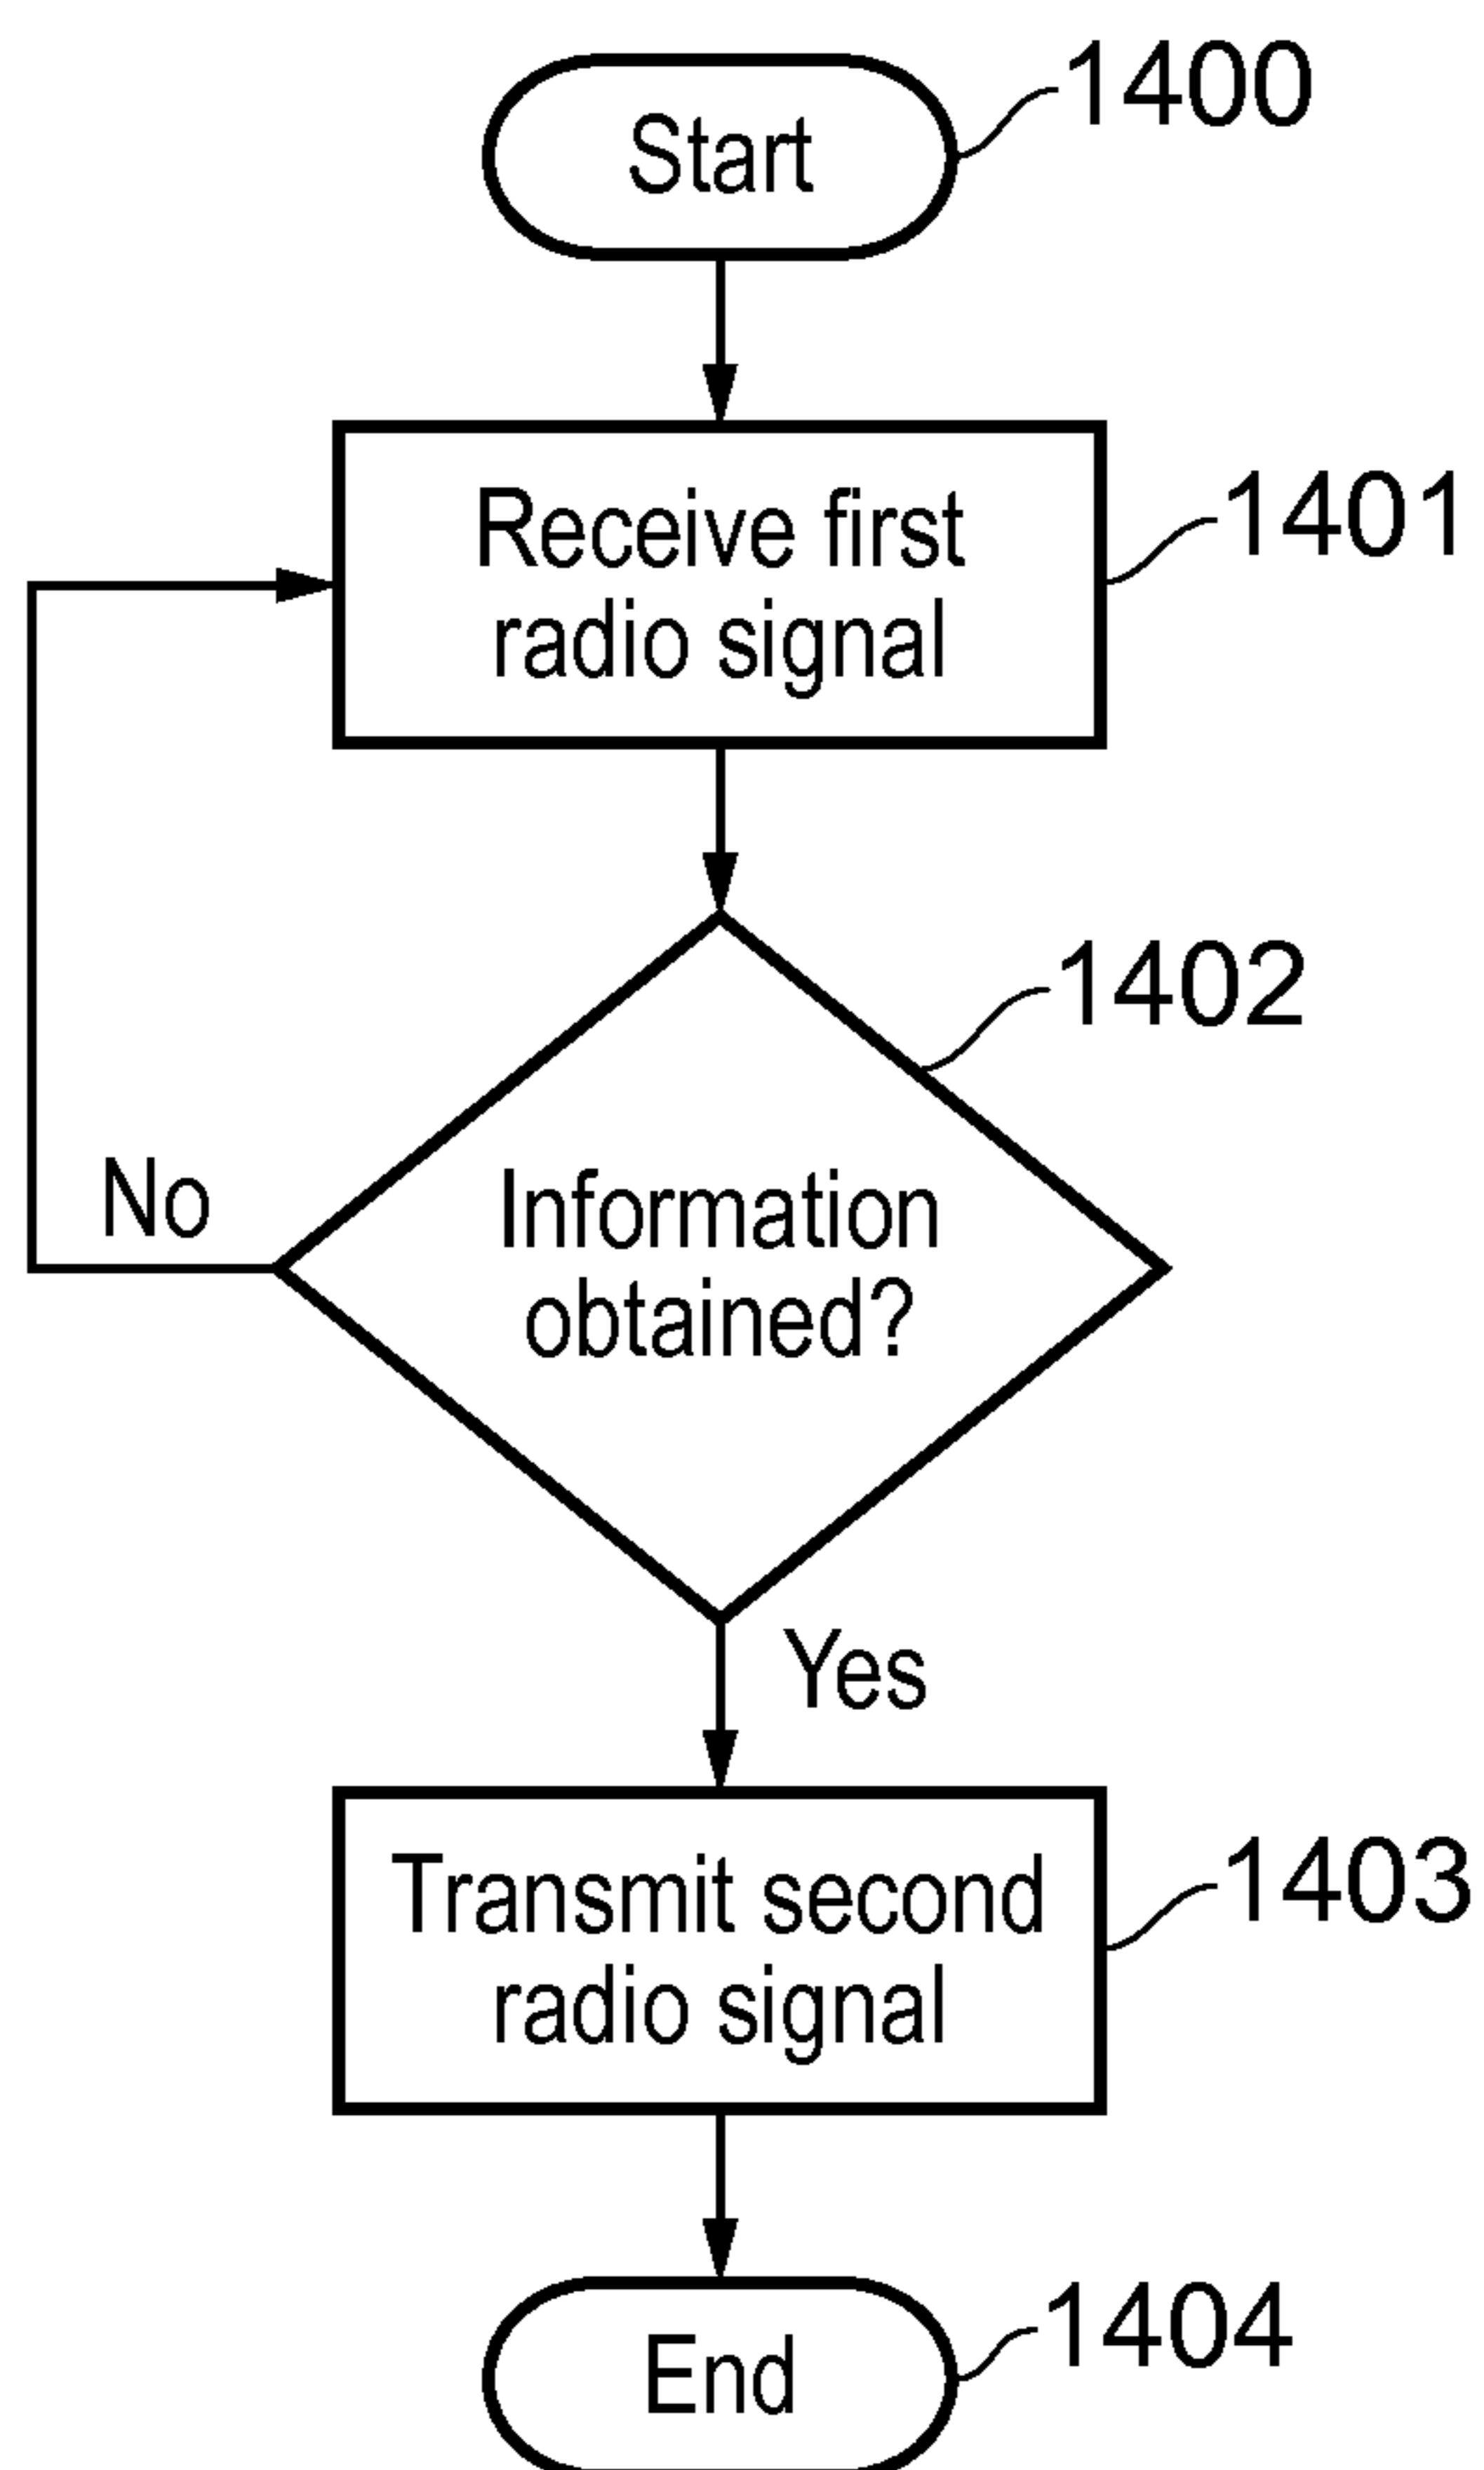 Start
1400
Receive first
radio signal
1401
1402
Information
obtained?
No
Yes
Transmit second
radio signal
1403
End
1404